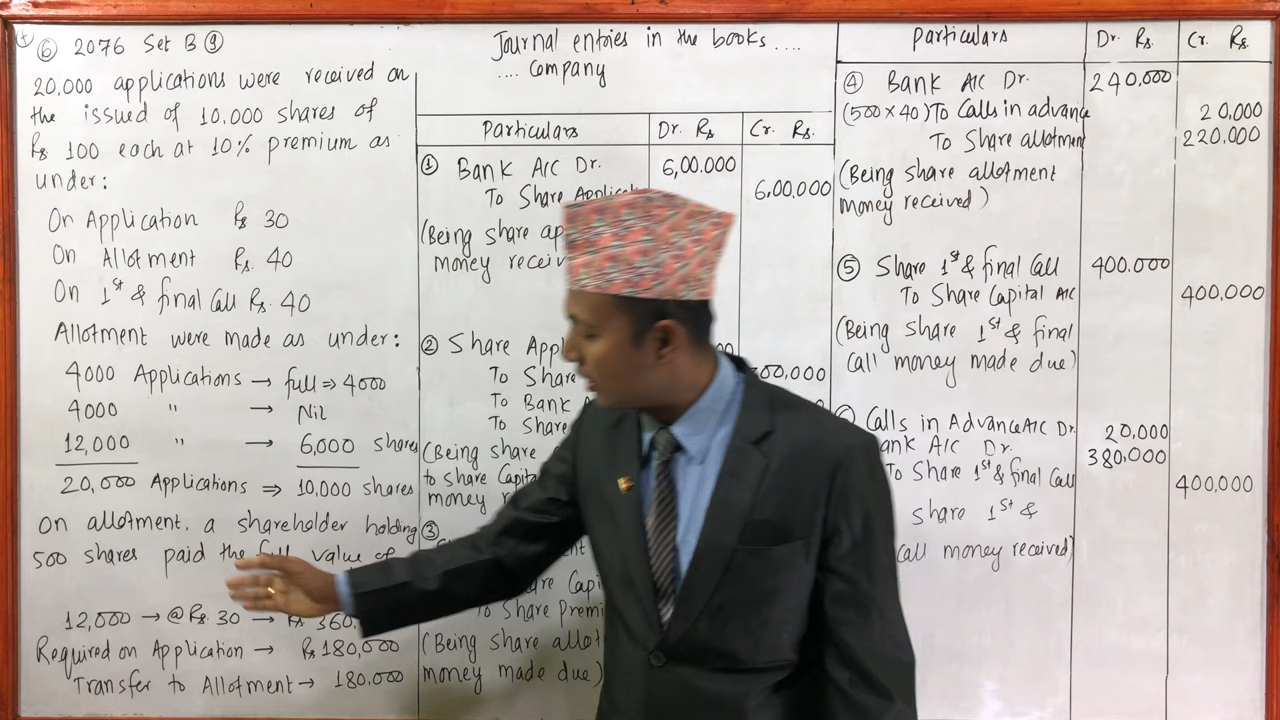 ⑥ 2076 Set B ⑨
20,000 applications were received on
the issued of 10,000 shares of
Rs 100 each at 10% premium as
under:
On Application Rs 30
On Allotment Rs. 40
On 1st & final Call Rs. 40
Allotment were made as under:
4000 Applications → full ⇒ 4000
4000 " → Nil
12,000 " → 6,000 shares
20,000 Applications ⇒ 10,000 shares
On allotment, a shareholder holding
500 shares paid the full value of
12,000 → @ Rs. 30 → Rs 360,
Required on Application → Rs 180,000
Transfer to Allotment → 180,000
Journal entries in the books ....
.... Company
Particulars Dr. Rs Cr. Rs.
① Bank A/C Dr. 6,00,000
To Share 6,00,000
(Being share
money
② Share
To Share 300,000
To Bank
To Share
(Being share
to share
money
③
To Share
(Being share
money made due)
Particulars Dr. Rs. Cr. Rs.
④ Bank A/C Dr. 240,000
(500 × 40) To Calls in advance 20,000
To Share allotment 220,000
(Being share allotment
money received)
⑤ Share 1st & final Call 400,000
To Share Capital A/C 400,000
(Being share 1st & final
call money made due)
Calls in Advance A/C Dr. 20,000
A/C Dr. 380,000
To Share 1st & final Call 400,000
share 1st &
call money received)